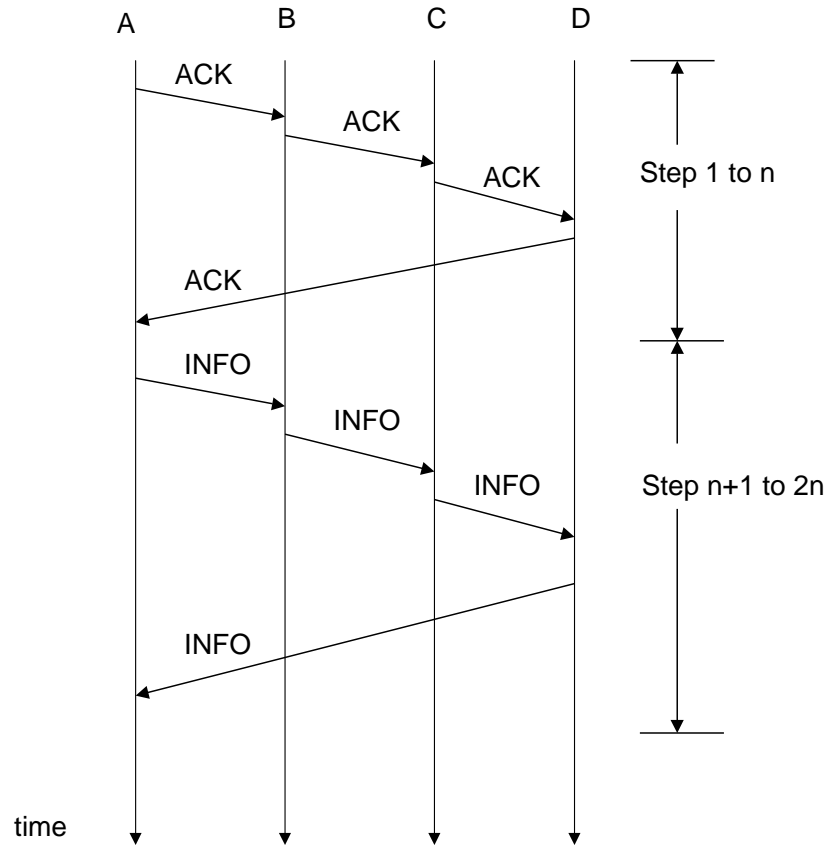 A
B
C
D
ACK
ACK
ACK
Step 1 to n
ACK
INFO
INFO
INFO
Step n+1 to 2n
INFO
time